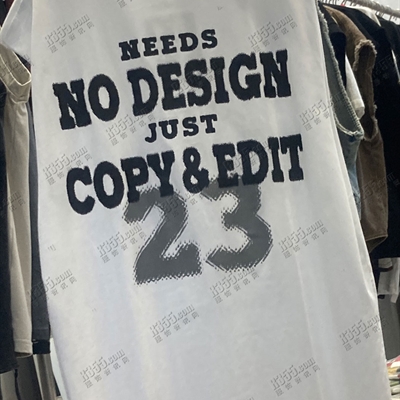 NEEDS
NO DESIGN
JUST
COPY & EDIT
23